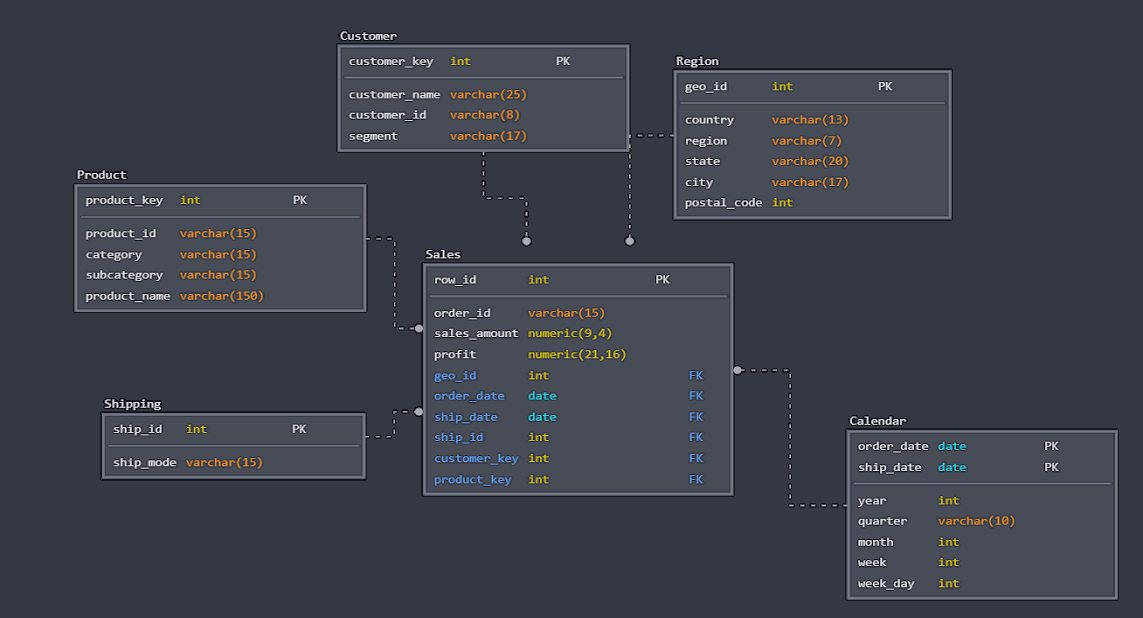 Customer
customer_key int PK
customer_name varchar(25)
customer_id varchar(8)
segment varchar(17)
Region
geo_id int PK
country varchar(13)
region varchar(7)
state varchar(20)
city varchar(17)
postal_code int
Product
product_key int PK
product_id varchar(15)
category varchar(15)
subcategory varchar(15)
product_name varchar(150)
Sales
row_id int PK
order_id varchar(15)
sales_amount numeric(9,4)
profit numeric(21,16)
geo_id int FK
order_date date FK
ship_date date FK
ship_id int FK
customer_key int FK
product_key int FK
Shipping
ship_id int PK
ship_mode varchar(15)
Calendar
order_date date PK
ship_date date PK
year int
quarter varchar(10)
month int
week int
week_day int